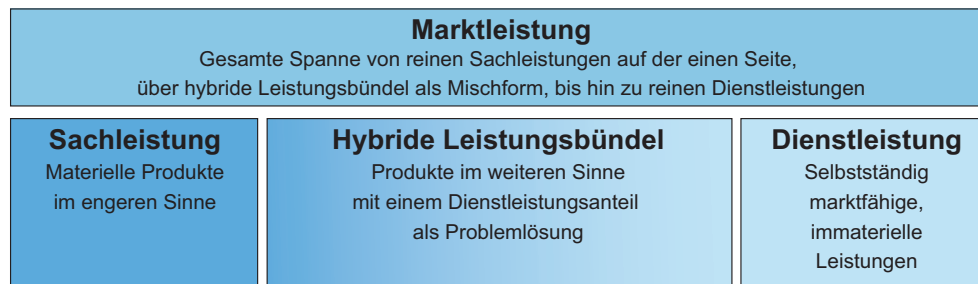 Marktleistung
Gesamte Spanne von reinen Sachleistungen auf der einen Seite,
über hybride Leistungsbündel als Mischform, bis hin zu reinen Dienstleistungen
Sachleistung
Materielle Produkte
im engeren Sinne
Hybride Leistungsbündel
Produkte im weiteren Sinne
mit einem Dienstleistungsanteil
als Problemlösung
Dienstleistung
Selbstständig
marktfähige,
immaterielle
Leistungen